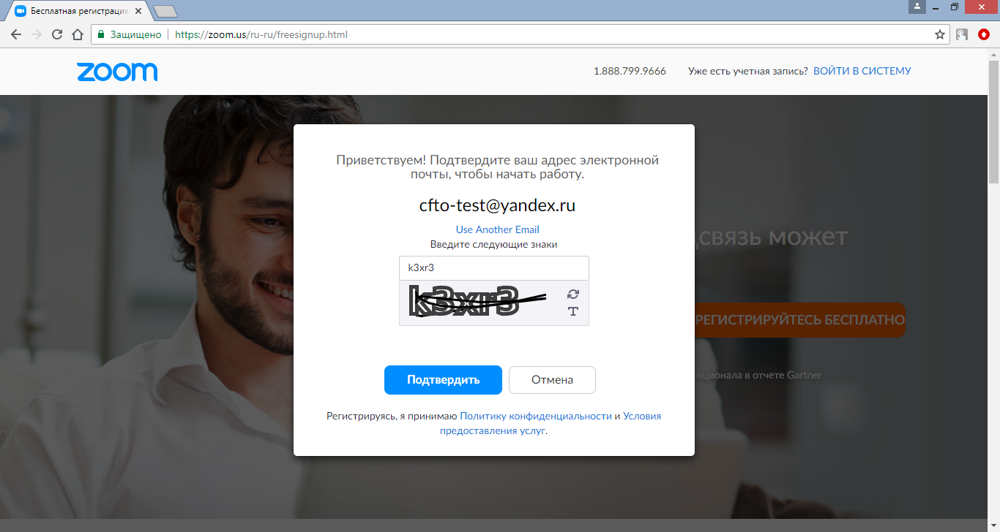 Бесплатная регистрация
Защищено
https://zoom.us/ru-ru/freesignup.html
zoom
1.888.799.9666
Уже есть учетная запись? ВОЙТИ В СИСТЕМУ
Приветствуем! Подтвердите ваш адрес электронной
почты, чтобы начать работу.
cfto-test@yandex.ru
Use Another Email
Введите следующие знаки
k3xr3
k3xr3
связь может
РЕГИСТРИРУЙТЕСЬ БЕСПЛАТНО
Подтвердить
Отмена
кционала в отчете Gartner
Регистрируясь, я принимаю Политику конфиденциальности и Условия
предоставления услуг.